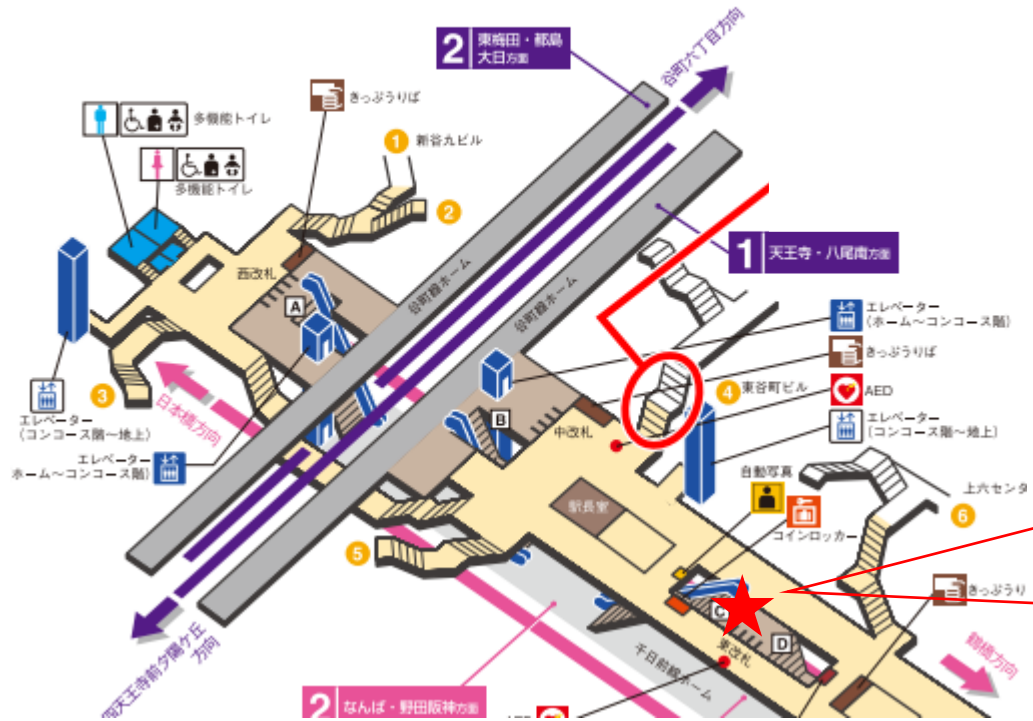 2 東梅田・都島
大日方面
谷町六丁目方向
きっぷうりば
多機能トイレ
多機能トイレ
1 新谷九ビル
2
1 天王寺・八尾南方面
西改札
谷町線ホーム
谷町線ホーム
A
エレベーター
(ホーム〜コンコース階)
きっぷうりば
4 東谷町ビル
AED
エレベーター
(コンコース階〜地上)
3
日本橋方向
エレベーター
(コンコース階〜地上)
エレベーター
ホーム〜コンコース階)
B
中改札
自動写真
コインロッカー
上六センタ
6
駅長室
5
きっぷうり
C
D
東改札
千日前線ホーム
鶴橋方向
四天王寺前夕陽ケ丘
方向
2 なんば・野田阪神方面
AED